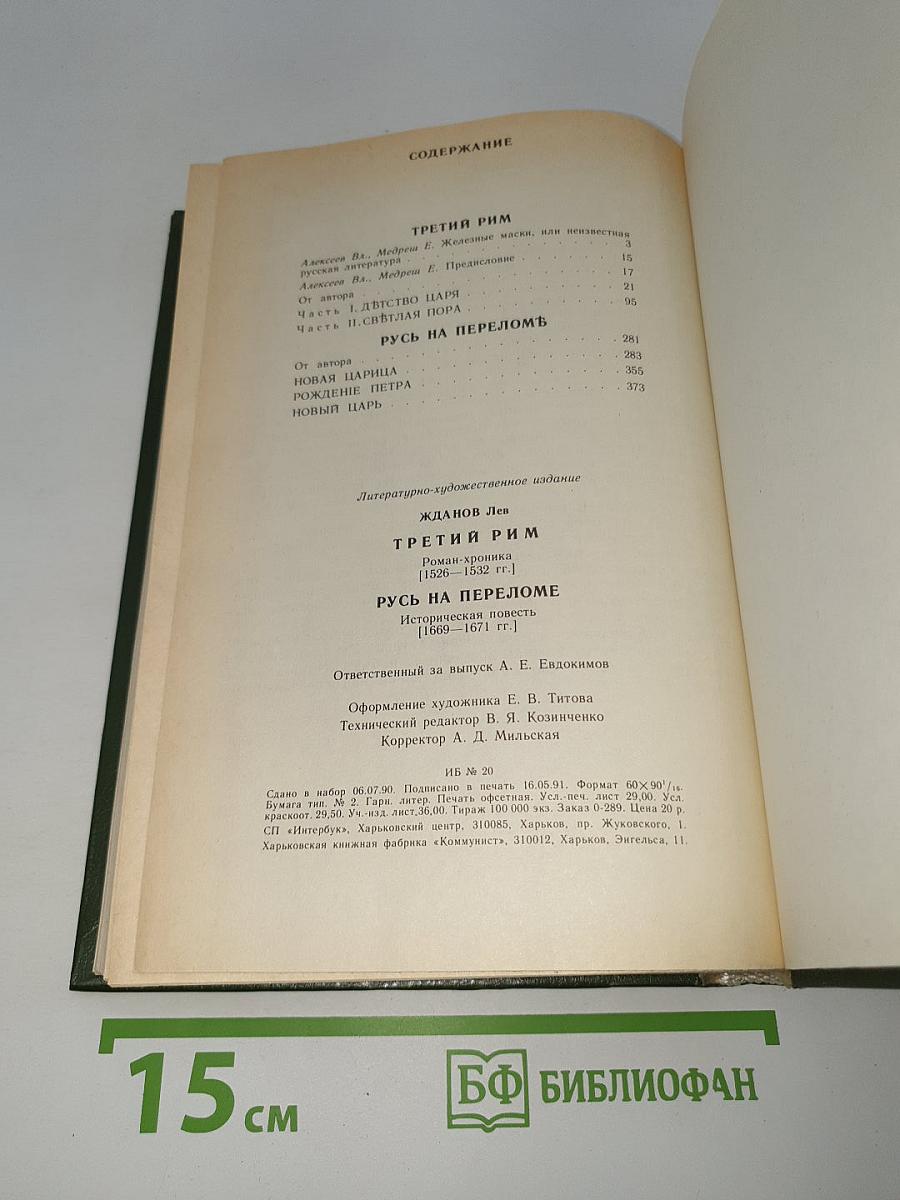 СОДЕРЖАНИЕ
ТРЕТИЙ РИМ
Алексеев Вл., Медреш Е. Железные маски, или неизвестная
русская литература . . . . . . . . . . 3
Алексеев Вл., Медреш Е. Предисловие . . . . . 15
От автора . . . . . . . . . . . . . 17
Часть I. ДѢТСТВО ЦАРЯ . . . . . . . . . 21
Часть II. СВѢТЛАЯ ПОРА . . . . . . . . . 95
РУСЬ НА ПЕРЕЛОМѢ
От автора . . . . . . . . . . . . . 281
НОВАЯ ЦАРИЦА . . . . . . . . . . . 283
РОЖДЕНIЕ ПЕТРА . . . . . . . . . . . 355
НОВЫЙ ЦАРЬ . . . . . . . . . . . . 373
Литературно-художественное издание
ЖДАНОВ Лев
ТРЕТИЙ РИМ
Роман-хроника
[1526—1532 гг.]
РУСЬ НА ПЕРЕЛОМЕ
Историческая повесть
[1669—1671 гг.]
Ответственный за выпуск А. Е. Евдокимов
Оформление художника Е. В. Титова
Технический редактор В. Я. Козинченко
Корректор А. Д. Мильская
ИБ № 20
Сдано в набор 06.07.90. Подписано в печать 16.05.91. Формат 60×90¹/₁₆.
Бумага тип. № 2. Гарн. литер. Печать офсетная. Усл.-печ. лист 29,00. Усл.
краскоот. 29,50. Уч.-изд. лист.36,00. Тираж 100 000 экз. Заказ 0-289. Цена 20 р.
СП «Интербук», Харьковский центр, 310085, Харьков, пр. Жуковского, 1.
Харьковская книжная фабрика «Коммунист», 310012, Харьков, Энгельса, 11.
15 см
БФ БИБЛИОФАН